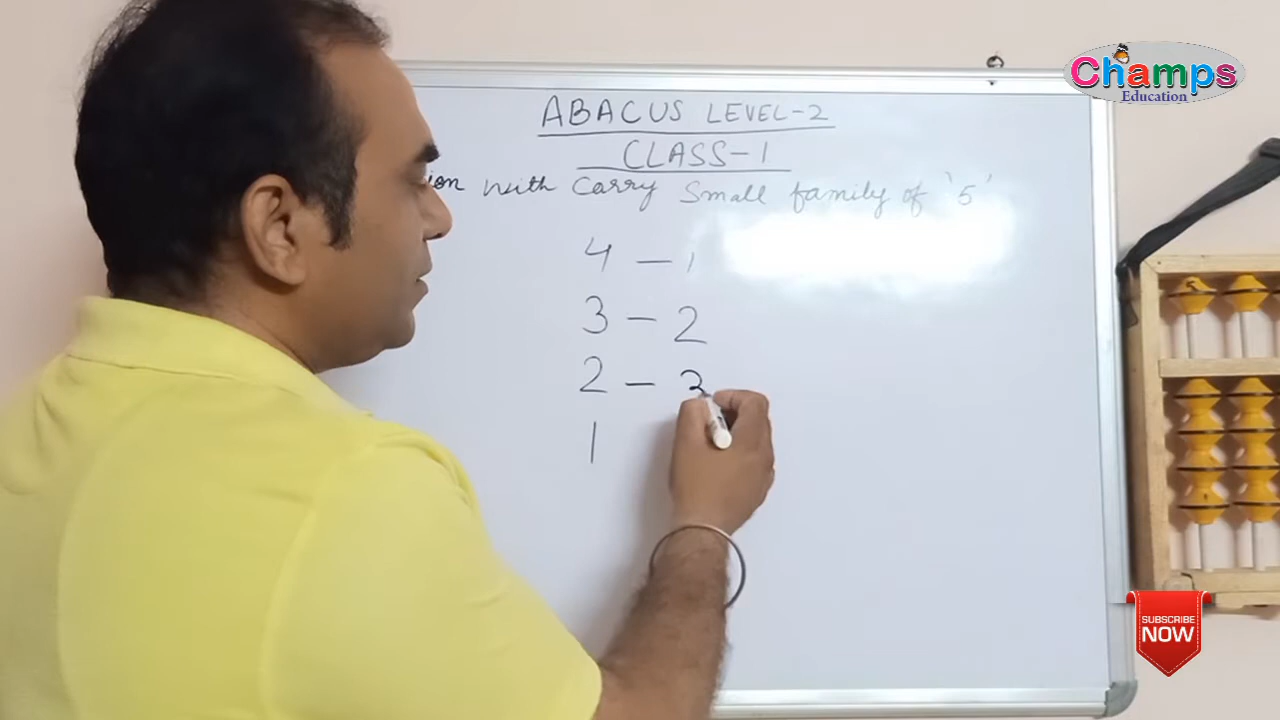 Champs
Education
ABACUS LEVEL-2
CLASS-1
with Carry Small family of '5'
4 — 1
3 — 2
2 — 3
1
SUBSCRIBE
NOW